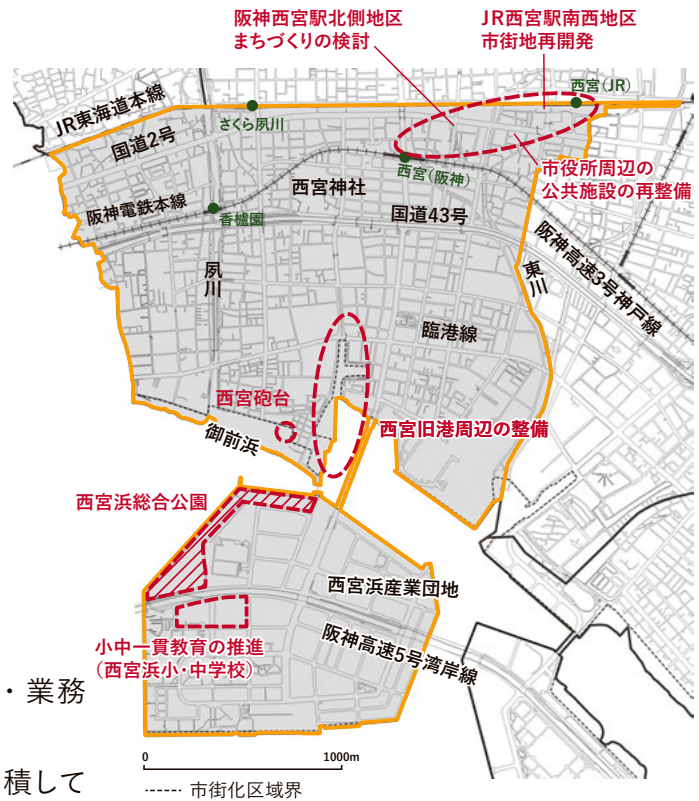 阪神西宮駅北側地区
まちづくりの検討
JR西宮駅南西地区
市街地再開発
JR東海道本線
国道2号
さくら夙川
西宮(JR)
西宮(阪神)
市役所周辺の
公共施設の再整備
西宮神社
阪神電鉄本線
香櫨園
国道43号
阪神高速3号神戸線
夙川
東川
臨港線
西宮砲台
御前浜
西宮旧港周辺の整備
西宮浜総合公園
西宮浜産業団地
小中一貫教育の推進
(西宮浜小・中学校)
阪神高速5号湾岸線
・業務
積して
0 1000m
市街化区域界